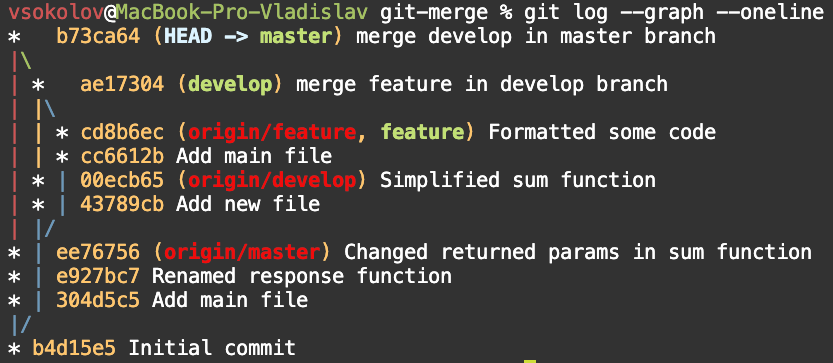 vsokolov@MacBook-Pro-Vladislav git-merge % git log --graph --oneline
*   b73ca64 (HEAD -> master) merge develop in master branch
|\
| *   ae17304 (develop) merge feature in develop branch
| |\
| | * cd8b6ec (origin/feature, feature) Formatted some code
| | * cc6612b Add main file
| * | 00ecb65 (origin/develop) Simplified sum function
| * | 43789cb Add new file
| |/
* | ee76756 (origin/master) Changed returned params in sum function
* | e927bc7 Renamed response function
* | 304d5c5 Add main file
|/
* b4d15e5 Initial commit